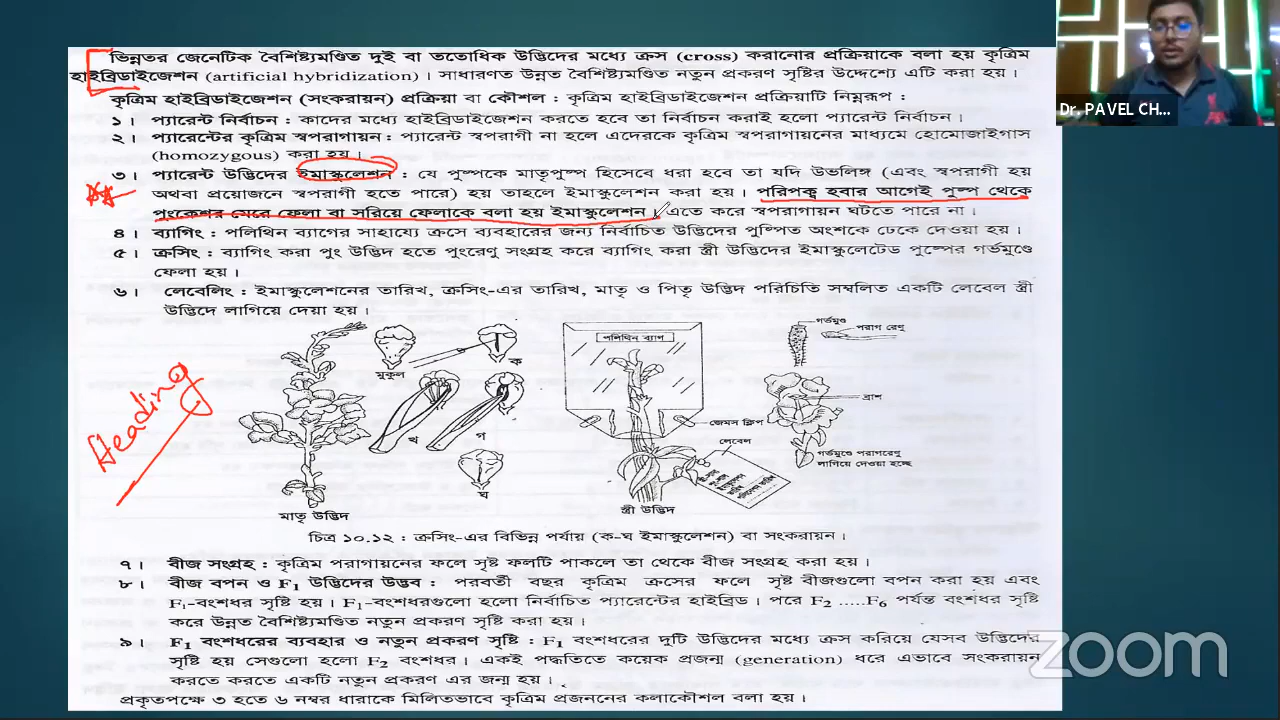 ভিন্নতর জেনেটিক বৈশিষ্ট্যমণ্ডিত দুই বা ততোধিক উদ্ভিদের মধ্যে ক্রস (cross) করানোর প্রক্রিয়াকে বলা হয় কৃত্রিম
হাইব্রিডাইজেশন (artificial hybridization) । সাধারণত উন্নত বৈশিষ্ট্যমণ্ডিত নতুন প্রকরণ সৃষ্টির উদ্দেশ্যে এটি করা হয় ।
Dr. PAVEL CH...
কৃত্রিম হাইব্রিডাইজেশন (সংকরায়ন) প্রক্রিয়া বা কৌশল : কৃত্রিম হাইব্রিডাইজেশন প্রক্রিয়াটি নিম্নরূপ :
১ । প্যারেন্ট নির্বাচন : কাদের মধ্যে হাইব্রিডাইজেশন করতে হবে তা নির্বাচন করাই হলো প্যারেন্ট নির্বাচন ।
২ । প্যারেন্টের কৃত্রিম স্বপরাগায়ন : প্যারেন্ট স্বপরাগী না হলে এদেরকে কৃত্রিম স্বপরাগায়নের মাধ্যমে হোমোজাইগাস
(homozygous) করা হয় ।
৩ । প্যারেন্ট উদ্ভিদের ইমাস্কুলেশন : যে পুষ্পকে মাতৃপুষ্প হিসেবে ধরা হবে তা যদি উভলিঙ্গ (এবং স্বপরাগী হয়
অথবা প্রয়োজনে স্বপরাগী হতে পারে) হয় তাহলে ইমাস্কুলেশন করা হয় । পরিপক্ব হবার আগেই পুষ্প থেকে
পুংকেশর মেরে ফেলা বা সরিয়ে ফেলাকে বলা হয় ইমাস্কুলেশন । এতে করে স্বপরাগায়ন ঘটতে পারে না ।
৪ । ব্যাগিং : পলিথিন ব্যাগের সাহায্যে ক্রসে ব্যবহারের জন্য নির্বাচিত উদ্ভিদের পুষ্পিত অংশকে ঢেকে দেওয়া হয় ।
৫ । ক্রসিং : ব্যাগিং করা পুং উদ্ভিদ হতে পুংরেণু সংগ্রহ করে ব্যাগিং করা স্ত্রী উদ্ভিদের ইমাস্কুলেটেড পুষ্পের গর্ভমুণ্ডে
ফেলা হয় ।
৬ । লেবেলিং : ইমাস্কুলেশনের তারিখ, ক্রসিং-এর তারিখ, মাতৃ ও পিতৃ উদ্ভিদ পরিচিতি সম্বলিত একটি লেবেল স্ত্রী
উদ্ভিদে লাগিয়ে দেয়া হয় ।
Heading
মুকুল
ক
খ
গ
ঘ
মাতৃ উদ্ভিদ
পলিথিন ব্যাগ
জেমস ক্লিপ
লেবেল
স্ত্রী উদ্ভিদ
গর্ভমুণ্ড
পরাগ রেণু
ব্রাশ
গর্ভমুণ্ডে পরাগরেণু
লাগিয়ে দেওয়া হচ্ছে
চিত্র ১০.১২ : ক্রসিং-এর বিভিন্ন পর্যায় (ক-ঘ ইমাস্কুলেশন) বা সংকরায়ন ।
৭ । বীজ সংগ্রহ : কৃত্রিম পরাগায়নের ফলে সৃষ্ট ফলটি পাকলে তা থেকে বীজ সংগ্রহ করা হয় ।
৮ । বীজ বপন ও F₁ উদ্ভিদের উদ্ভব : পরবর্তী বছর কৃত্রিম ক্রসের ফলে সৃষ্ট বীজগুলো বপন করা হয় এবং
F₁-বংশধর সৃষ্টি হয় । F₁-বংশধরগুলো হলো নির্বাচিত প্যারেন্টের হাইব্রিড । পরে F₂ .....F₆ পর্যন্ত বংশধর সৃষ্টি
করে উন্নত বৈশিষ্ট্যমণ্ডিত নতুন প্রকরণ সৃষ্টি করা হয় ।
৯ । F₁ বংশধরের ব্যবহার ও নতুন প্রকরণ সৃষ্টি : F₁ বংশধরের দুটি উদ্ভিদের মধ্যে ক্রস করিয়ে যেসব উদ্ভিদের
সৃষ্টি হয় সেগুলো হলো F₂ বংশধর । একই পদ্ধতিতে কয়েক প্রজন্ম (generation) ধরে এভাবে সংকরায়ন
করতে করতে একটি নতুন প্রকরণ এর জন্ম হয় ।
প্রকৃতপক্ষে ৩ হতে ৬ নম্বর ধারাকে মিলিতভাবে কৃত্রিম প্রজননের কলাকৌশল বলা হয় ।
zoom